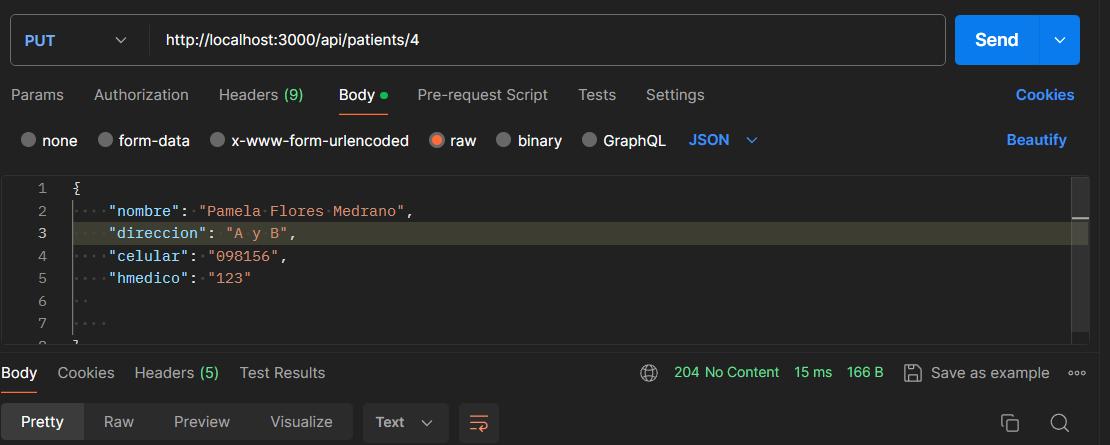 PUT http://localhost:3000/api/patients/4 Send
Params Authorization Headers (9) Body Pre-request Script Tests Settings Cookies
none form-data x-www-form-urlencoded raw binary GraphQL JSON Beautify
1 {
2 "nombre": "Pamela Flores Medrano",
3 "direccion": "A y B",
4 "celular": "098156",
5 "hmedico": "123"
6
7
Body Cookies Headers (5) Test Results 204 No Content 15 ms 166 B Save as example
Pretty Raw Preview Visualize Text